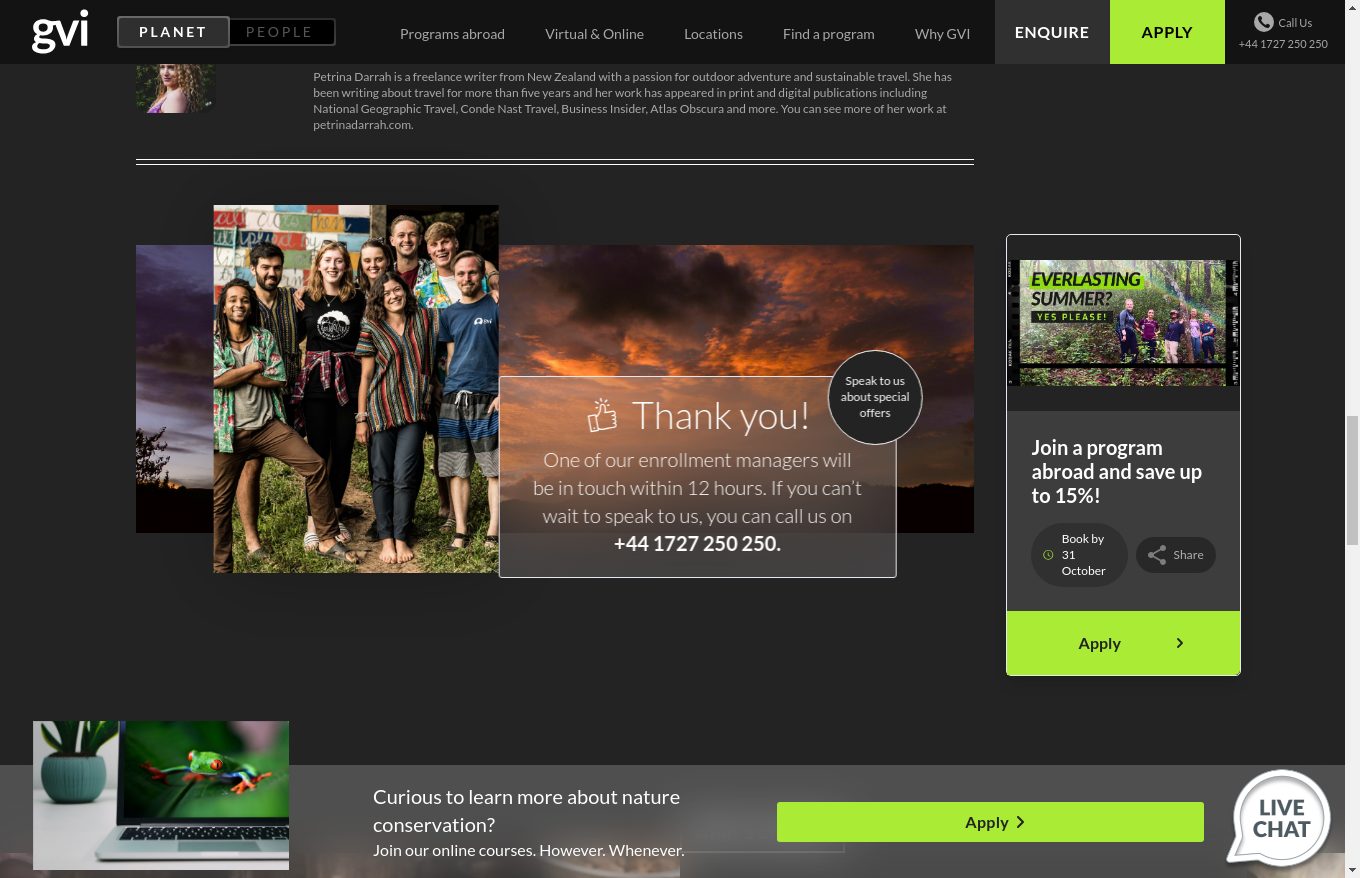 gvi
PLANET
PEOPLE
Programs abroad
Virtual & Online
Locations
Find a program
Why GVI
ENQUIRE
APPLY
Call Us
+44 1727 250 250
Petrina Darrah is a freelance writer from New Zealand with a passion for outdoor adventure and sustainable travel. She has
been writing about travel for more than five years and her work has appeared in print and digital publications including
National Geographic Travel, Conde Nast Travel, Business Insider, Atlas Obscura and more. You can see more of her work at
petrinadarrah.com.
gvi
Speak to us
about special
offers
Thank you!
One of our enrollment managers will
be in touch within 12 hours. If you can't
wait to speak to us, you can call us on
+44 1727 250 250.
EVERLASTING
SUMMER?
YES PLEASE!
Join a program
abroad and save up
to 15%!
Book by
31
October
Share
Apply
Curious to learn more about nature
conservation?
Join our online courses. However. Whenever.
Apply
LIVE
CHAT